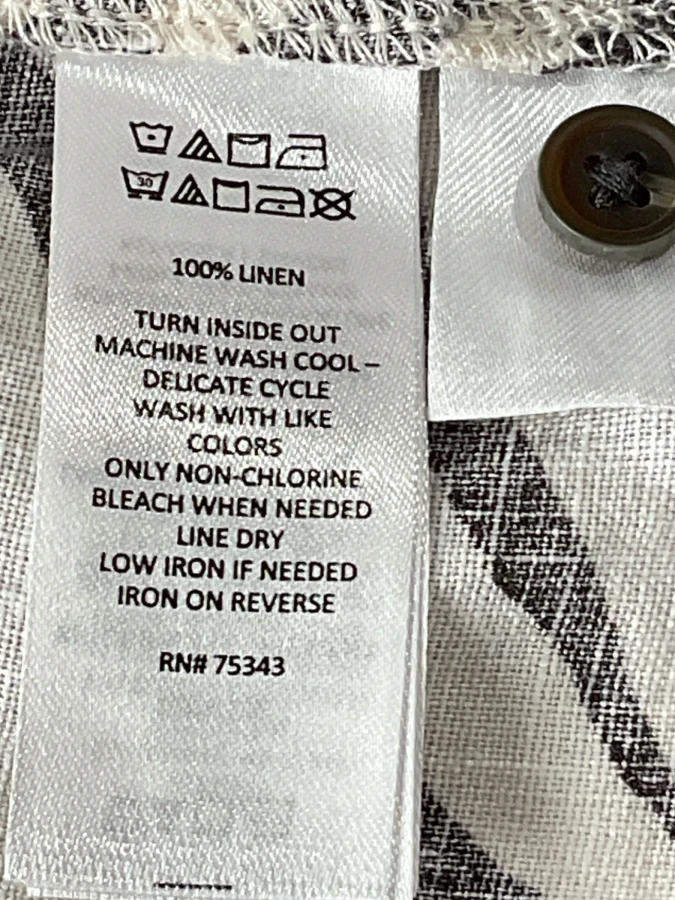 30
100% LINEN
TURN INSIDE OUT
MACHINE WASH COOL –
DELICATE CYCLE
WASH WITH LIKE
COLORS
ONLY NON-CHLORINE
BLEACH WHEN NEEDED
LINE DRY
LOW IRON IF NEEDED
IRON ON REVERSE
RN# 75343